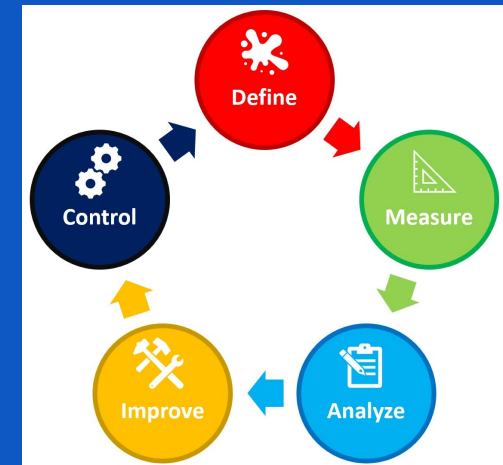 Define
Measure
Analyze
Improve
Control